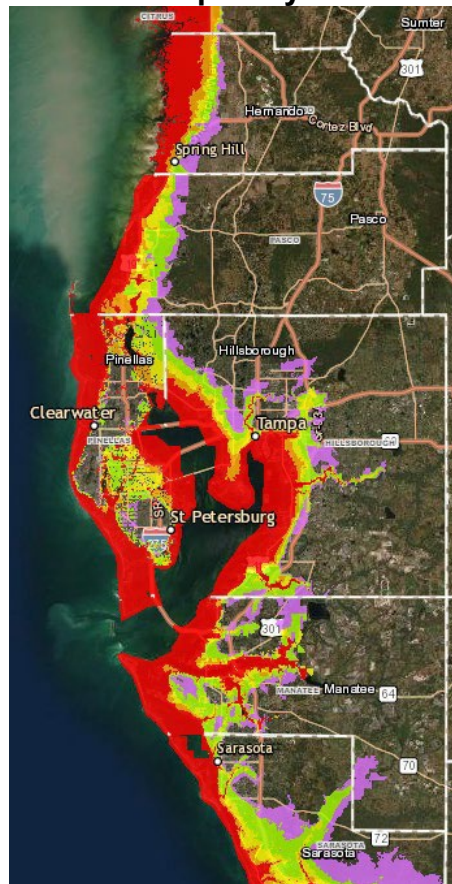 CITRUS
Sumter
301
Hernando
Cortez Blvd
Spring Hill
75
Pasco
PASCO
Pinellas
Hillsborough
Clearwater
Tampa
PINELLAS
HILLSBOROUGH
SR
St Petersburg
275
301
Manatee
MANATEE
64
Sarasota
70
72
SARASOTA
Sarasota